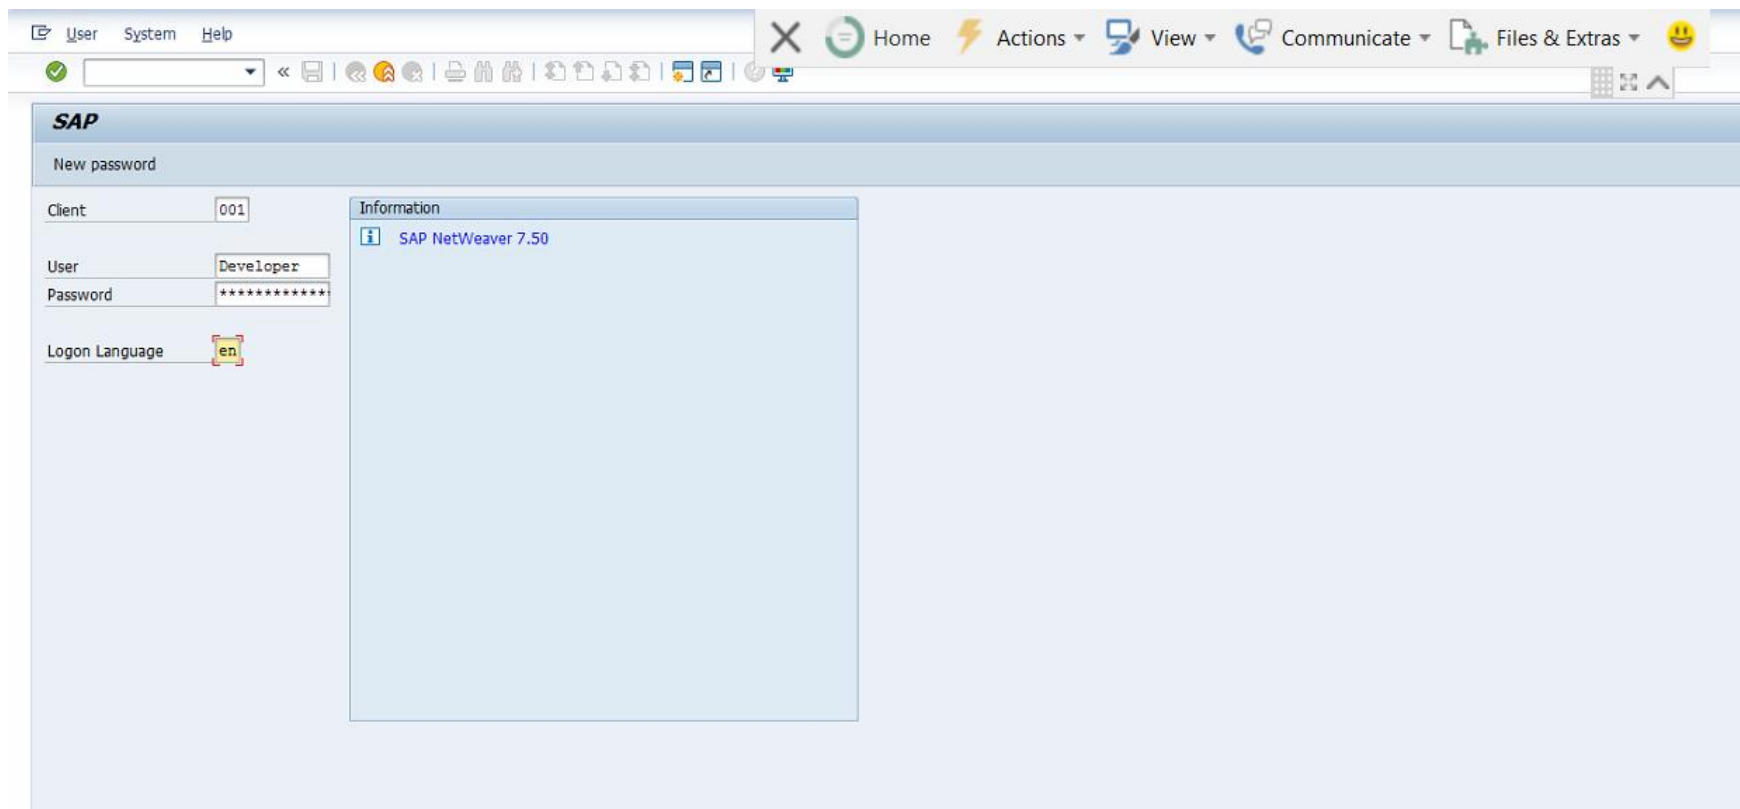 User System Help
Home Actions View Communicate Files & Extras
SAP
New password
Client 001
User Developer
Password *************
Logon Language en
Information
SAP NetWeaver 7.50